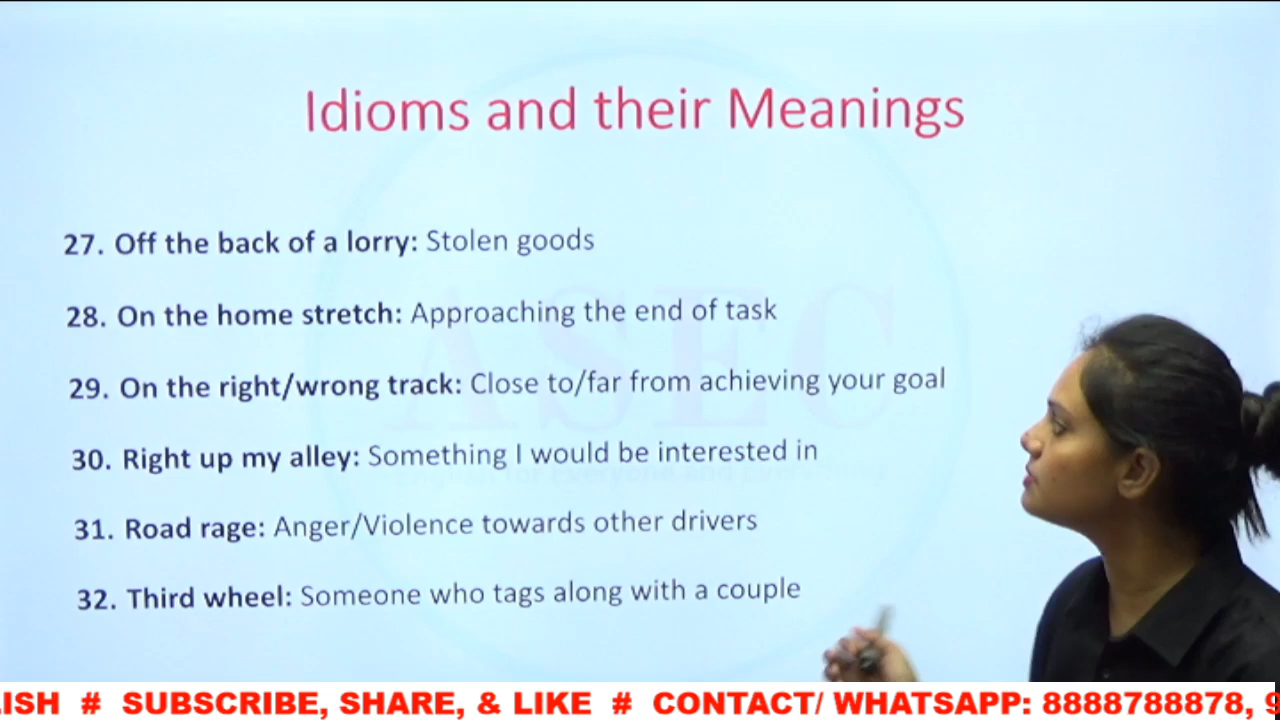 Idioms and their Meanings
27. Off the back of a lorry: Stolen goods
28. On the home stretch: Approaching the end of task
29. On the right/wrong track: Close to/far from achieving your goal
30. Right up my alley: Something I would be interested in
31. Road rage: Anger/Violence towards other drivers
32. Third wheel: Someone who tags along with a couple
ASEC
LISH # SUBSCRIBE, SHARE, & LIKE # CONTACT/ WHATSAPP: 8888788878, 9